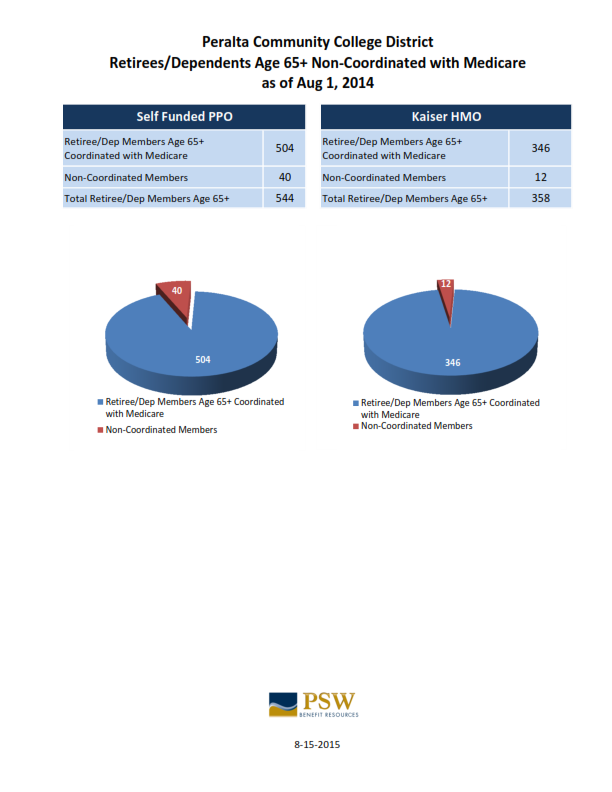 Peralta Community College District
Retirees/Dependents Age 65+ Non-Coordinated with Medicare
as of Aug 1, 2014
Self Funded PPO
Retiree/Dep Members Age 65+
Coordinated with Medicare
504
Non-Coordinated Members 40
Total Retiree/Dep Members Age 65+ 544
Kaiser HMO
Retiree/Dep Members Age 65+
Coordinated with Medicare
346
Non-Coordinated Members 12
Total Retiree/Dep Members Age 65+ 358
40
504
Retiree/Dep Members Age 65+ Coordinated
with Medicare
Non-Coordinated Members
12
346
Retiree/Dep Members Age 65+ Coordinated
with Medicare
Non-Coordinated Members
PSW
BENEFIT RESOURCES
8-15-2015